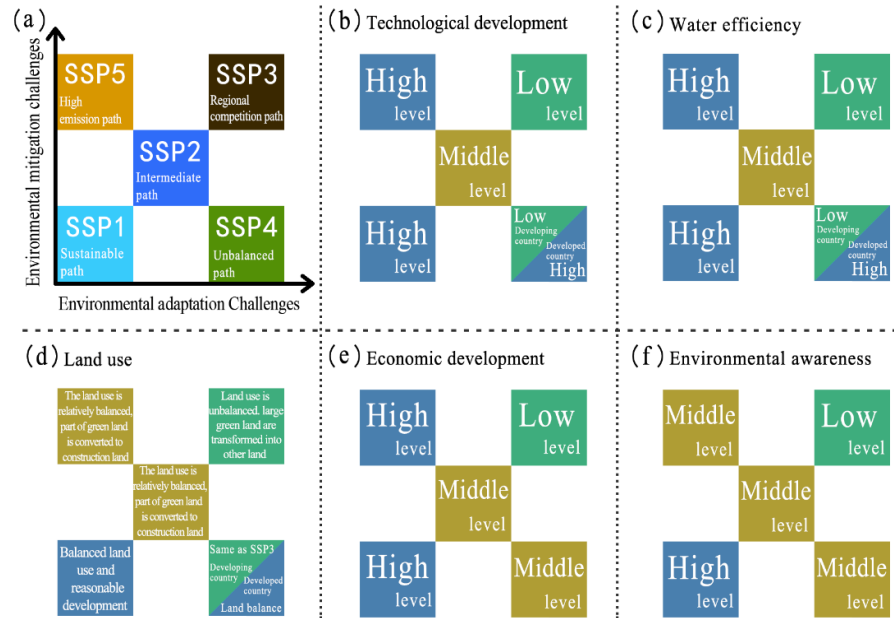 (a)
Environmental mitigation challenges
SSP5
High
emission path
SSP3
Regional
competition path
SSP2
Intermediate
path
SSP1
Sustainable
path
SSP4
Unbalanced
path
Environmental adaptation Challenges
(b) Technological development
High
level
Low
level
Middle
level
High
level
Low
Developing
country
Developed
country
High
(c) Water efficiency
High
level
Low
level
Middle
level
High
level
Low
Developing
country
Developed
country
High
(d) Land use
The land use is
relatively balanced,
part of green land
is converted to
construction land
Land use is
unbalanced. large
green land are
transformed into
other land
The land use is
relatively balanced,
part of green land
is converted to
construction land
Balanced land
use and
reasonable
development
Same as SSP3
Developing
country
Developed
country
Land balance
(e) Economic development
High
level
Low
level
Middle
level
High
level
Middle
level
(f) Environmental awareness
Middle
level
Low
level
Middle
level
High
level
Middle
level